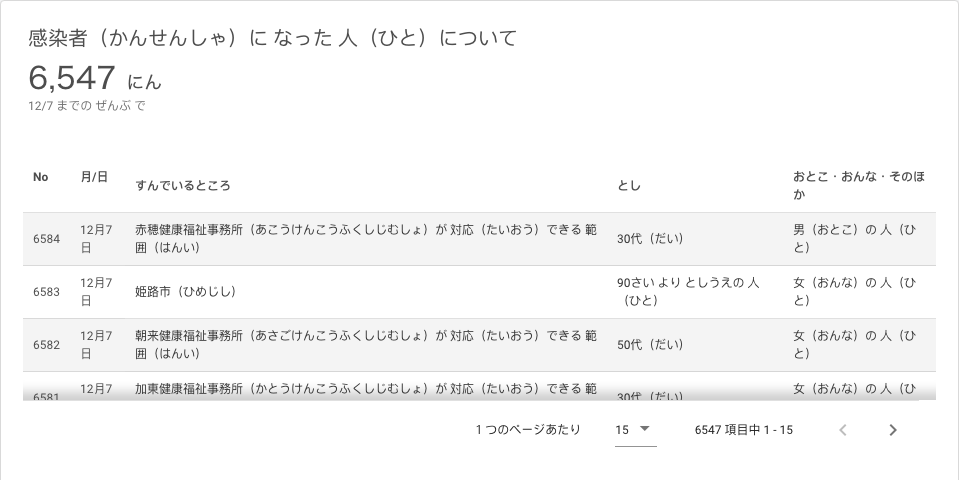 感染者（かんせんしゃ）に なった 人（ひと）について
6,547 にん
12/7 までの ぜんぶ で
No 月/日 すんでいるところ とし おとこ・おんな・そのほ
か
6584 12月7
日 赤穂健康福祉事務所（あこうけんこうふくしじむしょ）が 対応（たいおう）できる 範
囲（はんい） 30代（だい） 男（おとこ）の 人（ひ
と）
6583 12月7
日 姫路市（ひめじし） 90さい より としうえの 人
（ひと） 女（おんな）の 人（ひ
と）
6582 12月7
日 朝来健康福祉事務所（あさごけんこうふくしじむしょ）が 対応（たいおう）できる 範
囲（はんい） 50代（だい） 女（おんな）の 人（ひ
と）
6581 12月7 加東健康福祉事務所（かとうけんこうふくしじむしょ）が 対応（たいおう）できる 範
30代（だい） 女（おんな）の 人（ひ
1 つのページあたり 15 6547 項目中 1 - 15